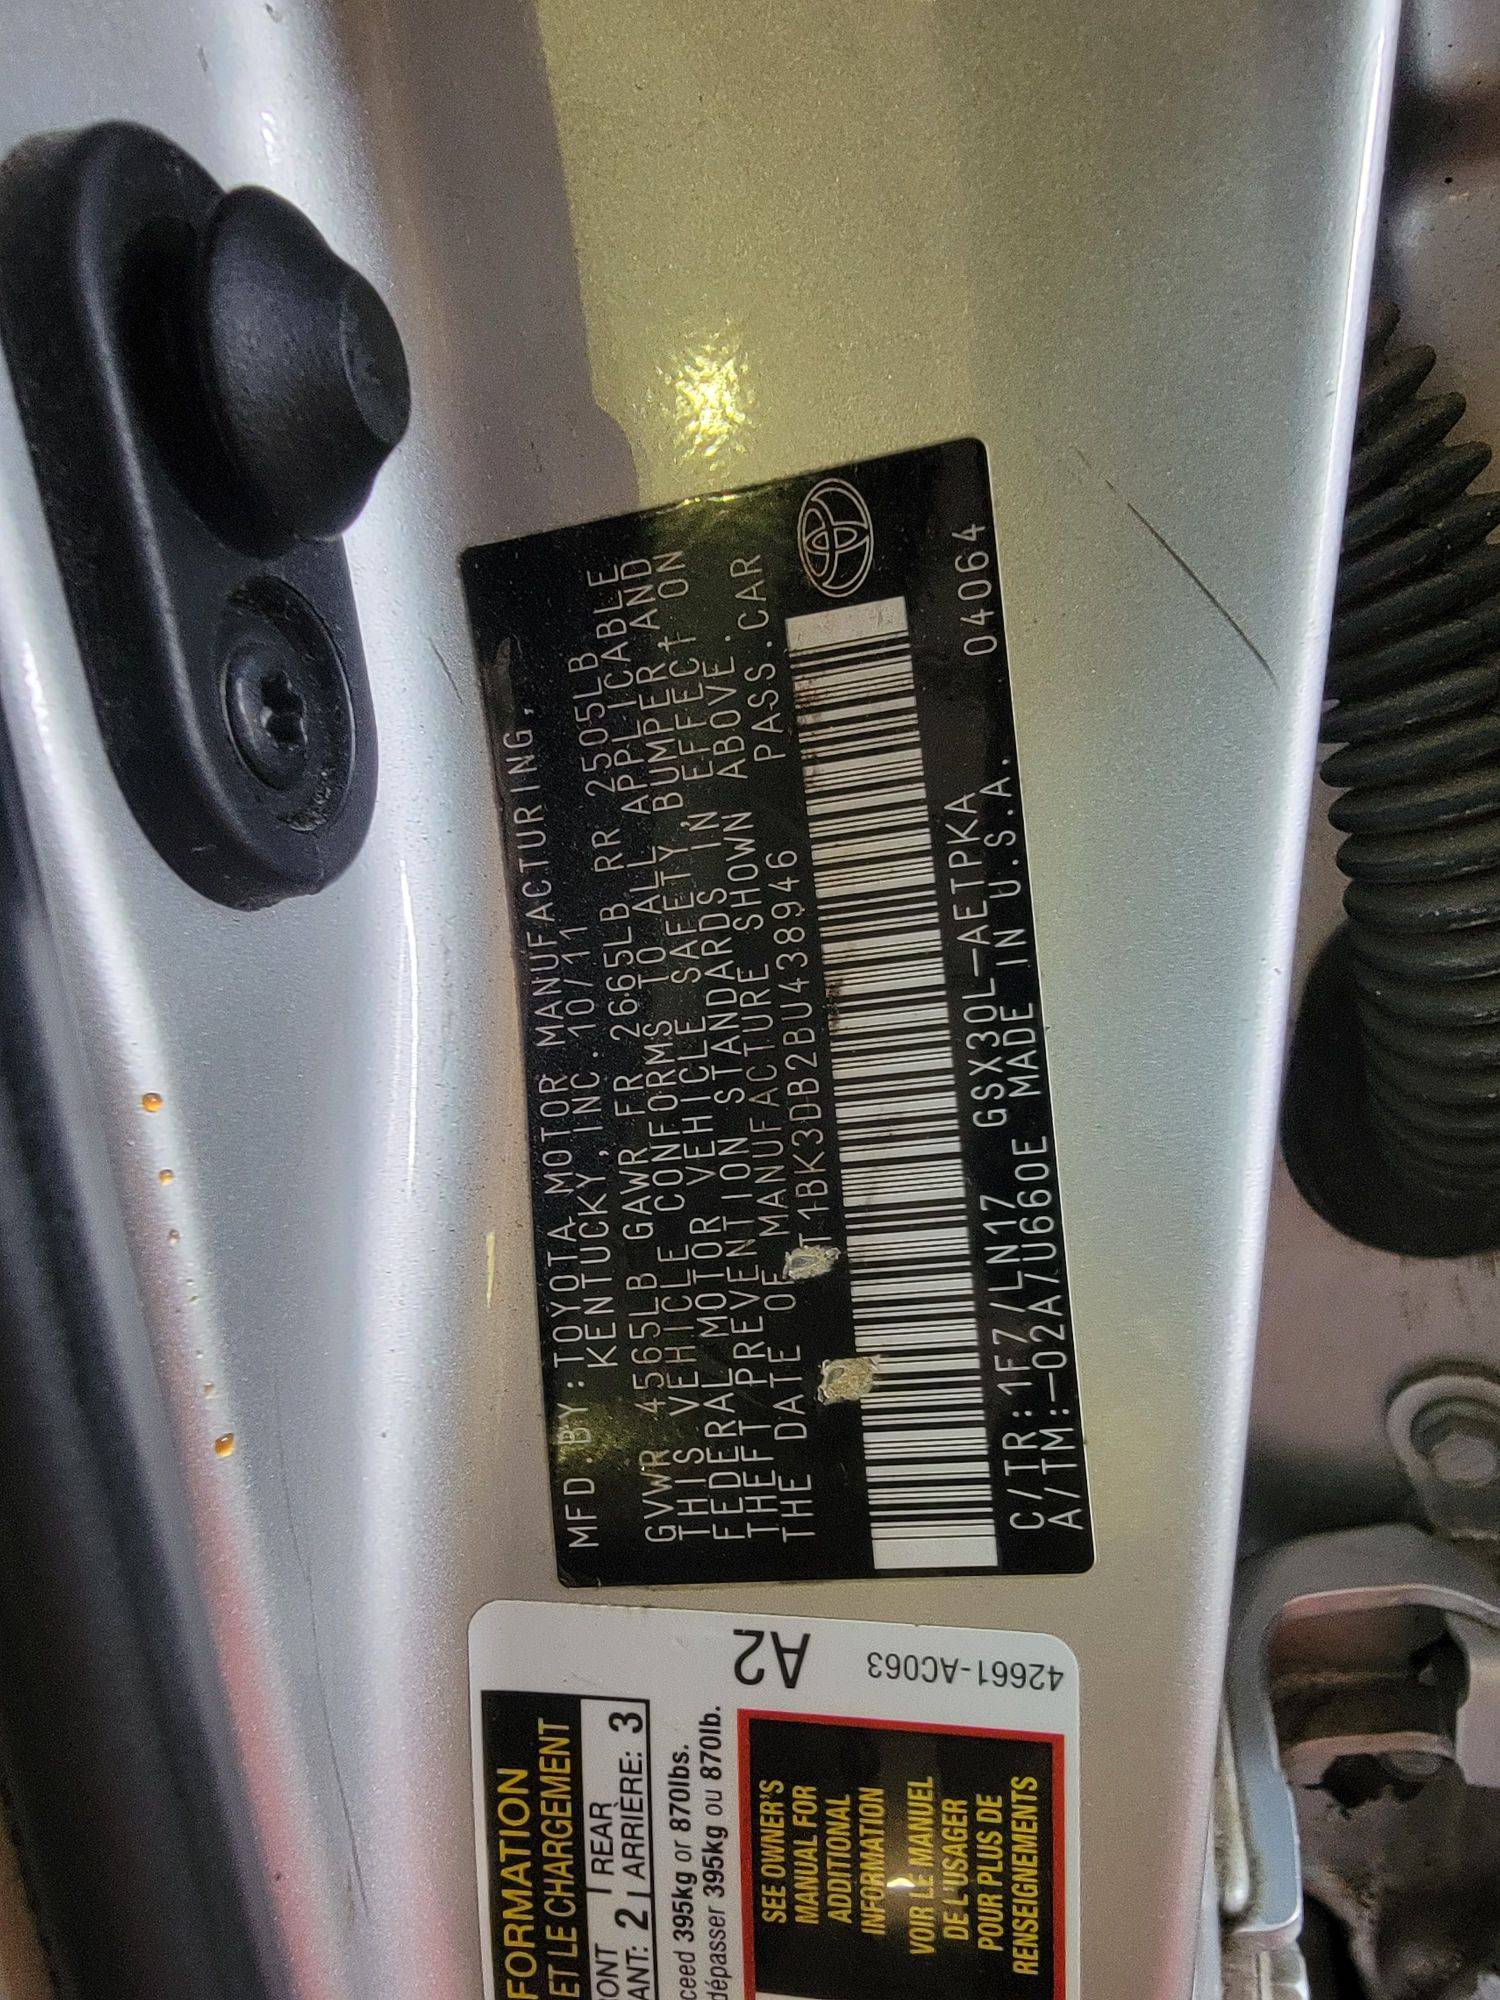 MFD.BY:TOYOTA MOTOR MANUFACTURING,
KENTUCKY,INC. 10/11
GVWR 4565LB GAWR FR 2665LB RR 2505LB
THIS VEHICLE CONFORMS TO ALL APPLICABLE
FEDERAL MOTOR VEHICLE SAFETY, BUMPER, AND
THEFT PREVENTION STANDARDS IN EFFECT ON
THE DATE OF MANUFACTURE SHOWN ABOVE.
T1BK3DB2BU438946 PASS.CAR
C/TR:1F7/LN17 GSX30L-AETPKA 04064
A/TM:-02A/U660E MADE IN U.S.A.
A2
42661-AC063
FORMATION
ET LE CHARGEMENT
ONT REAR
ANT: 2 ARRIÈRE: 3
ceed 395kg or 870lbs.
dépasser 395kg ou 870lb.
SEE OWNER'S
MANUAL FOR
ADDITIONAL
INFORMATION
VOIR LE MANUEL
DE L'USAGER
POUR PLUS DE
RENSEIGNEMENTS